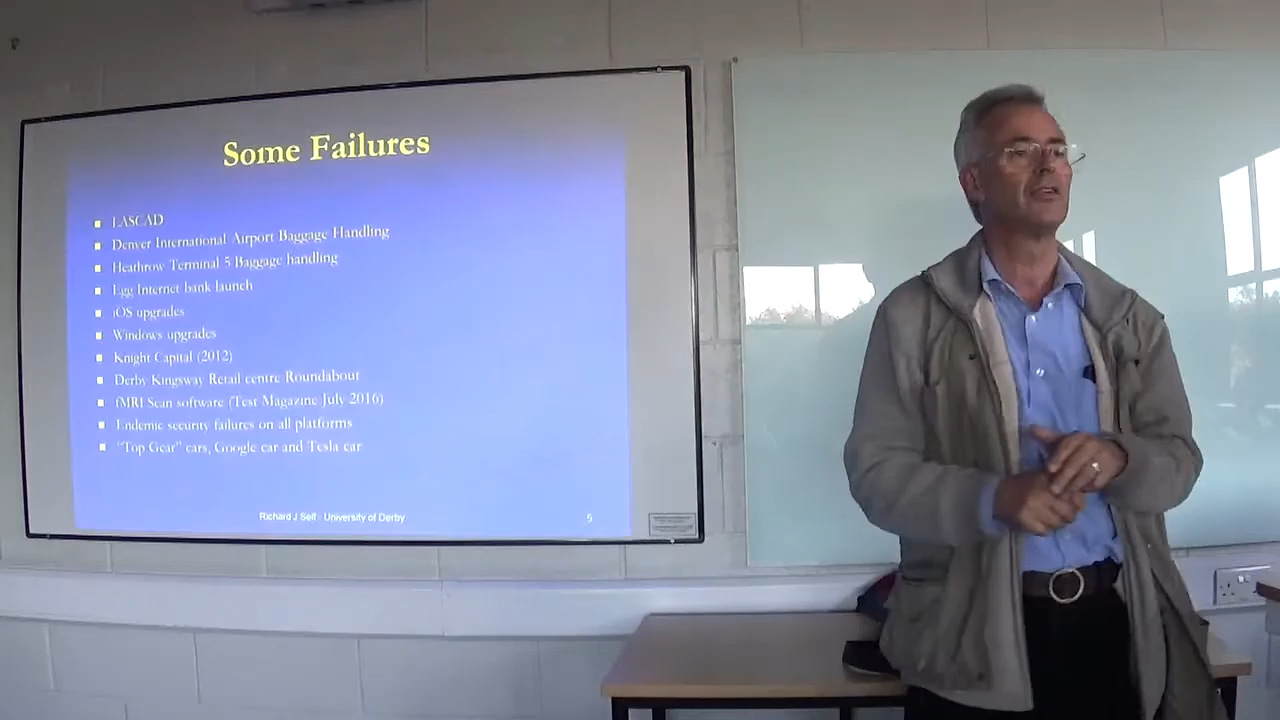 Some Failures
LASCAD
Denver International Airport Baggage Handling
Heathrow Terminal 5 Baggage handling
Egg Internet bank launch
iOS upgrades
Windows upgrades
Knight Capital (2012)
Derby Kingsway Retail centre Roundabout
fMRI Scan software (Test Magazine July 2016)
Endemic security failures on all platforms
"Top Gear" cars, Google car and Tesla car
Richard J Self - University of Derby
5